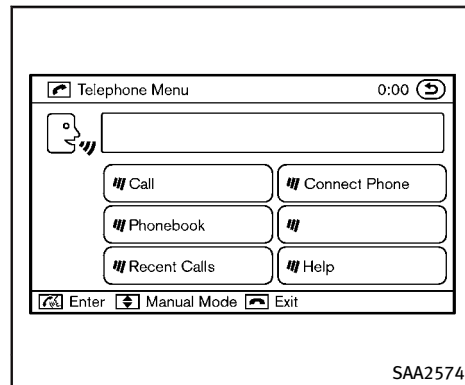 Telephone Menu 0:00
Call
Connect Phone
Phonebook
Recent Calls
Help
Enter Manual Mode Exit
SAA2574